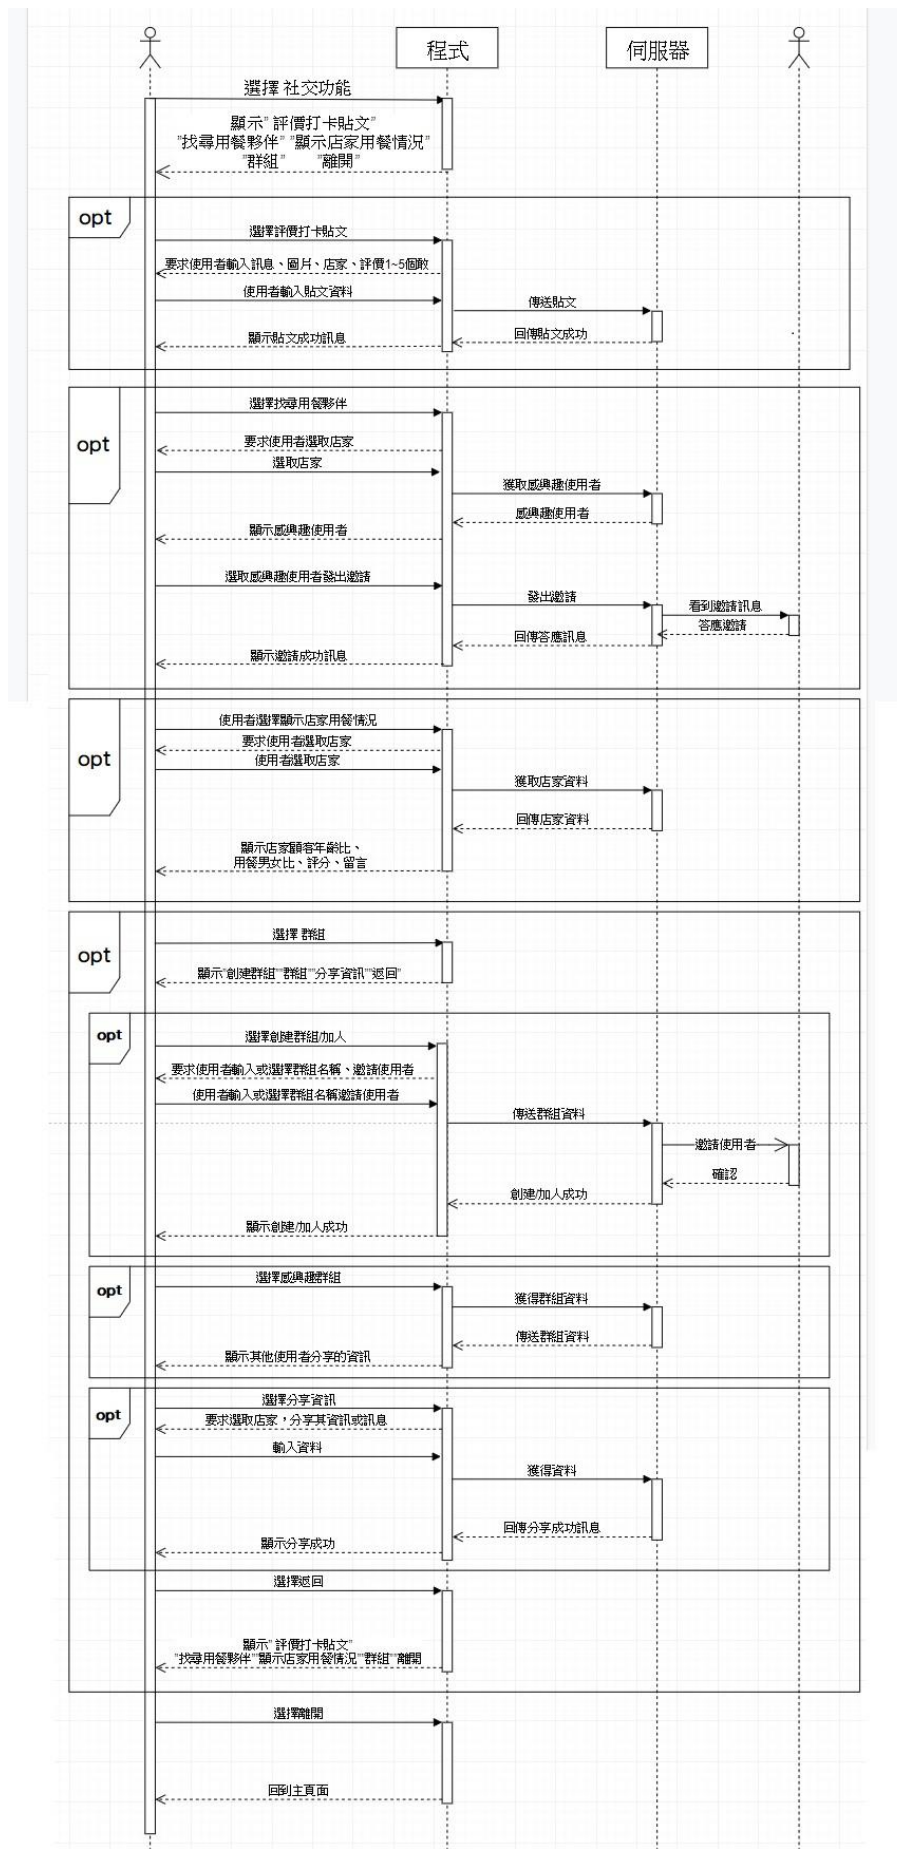 程式
伺服器
選擇 社交功能
顯示" 評價打卡貼文"
"找尋用餐夥伴" "顯示店家用餐情況"
"群組" "離開"
opt
選擇評價打卡貼文
要求使用者輸入訊息、圖片、店家、評價1~5個數
使用者輸入貼文資料
傳送貼文
回傳貼文成功
顯示貼文成功訊息
opt
選擇找尋用餐夥伴
要求使用者選取店家
選取店家
獲取感興趣使用者
感興趣使用者
顯示感興趣使用者
選取感興趣使用者發出邀請
發出邀請
看到邀請訊息
答應邀請
回傳答應訊息
顯示邀請成功訊息
opt
使用者選擇顯示店家用餐情況
要求使用者選取店家
使用者選取店家
獲取店家資料
回傳店家資料
顯示店家顧客年齡比、
用餐男女比、評分、留言
opt
選擇 群組
顯示"創建群組""群組""分享資訊""返回"
opt
選擇創建群組/加人
要求使用者輸入或選擇群組名稱、邀請使用者
使用者輸入或選擇群組名稱邀請使用者
傳送群組資料
邀請使用者
確認
創建/加人成功
顯示創建/加人成功
opt
選擇感興趣群組
獲得群組資料
傳送群組資料
顯示其他使用者分享的資訊
opt
選擇分享資訊
要求選取店家，分享其資訊或訊息
輸入資料
獲得資料
回傳分享成功訊息
顯示分享成功
選擇返回
顯示" 評價打卡貼文"
"找尋用餐夥伴""顯示店家用餐情況""群組""離開
選擇離開
回到主頁面